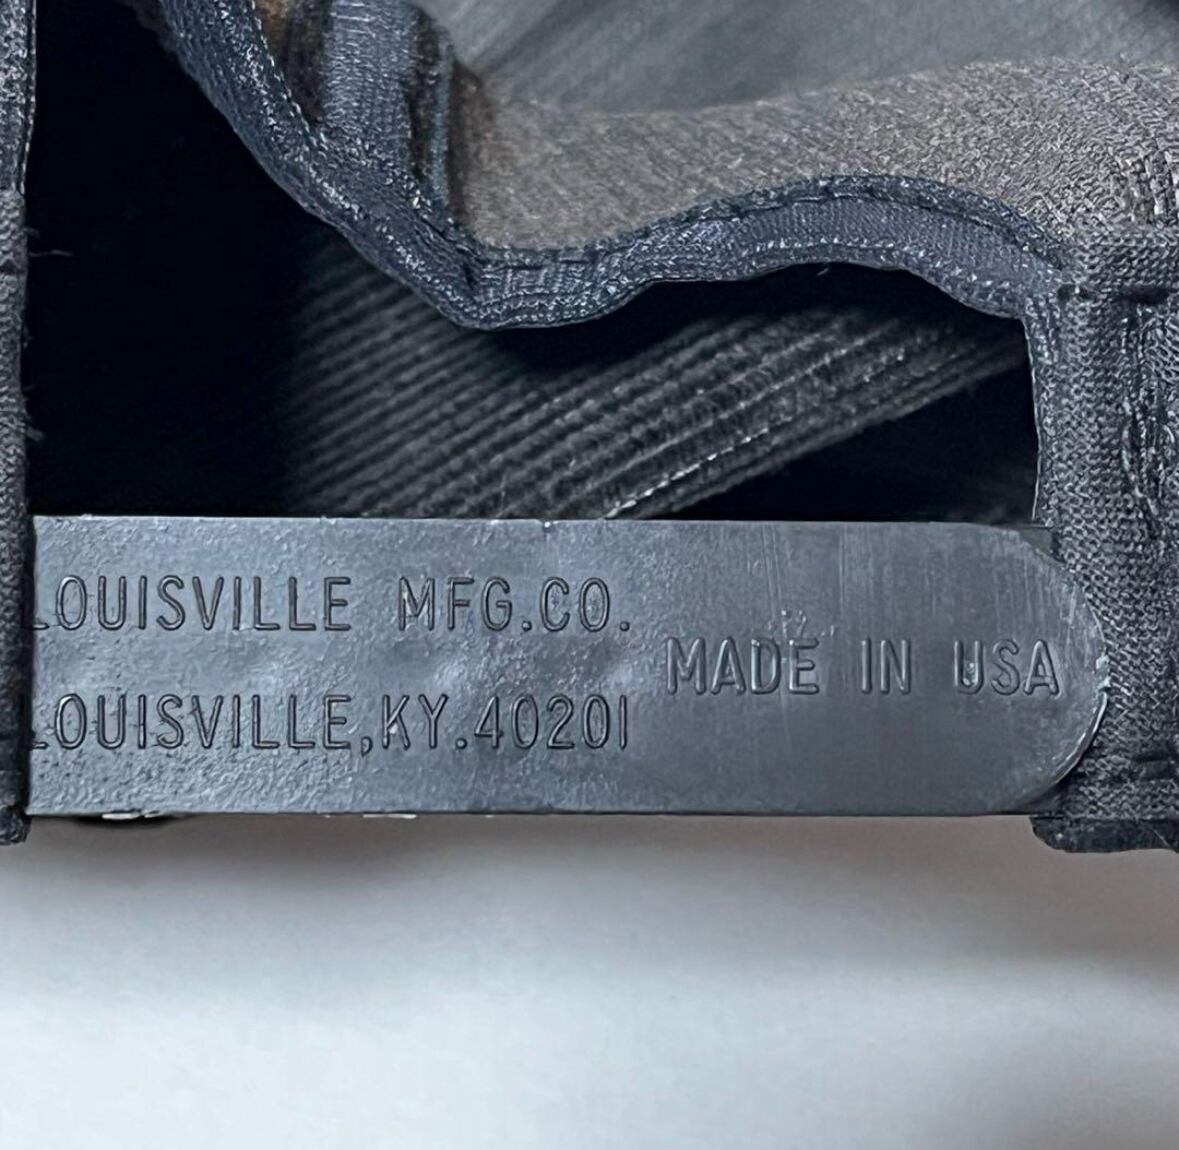 LOUISVILLE MFG.CO.
LOUISVILLE,KY.40201
MADE IN USA